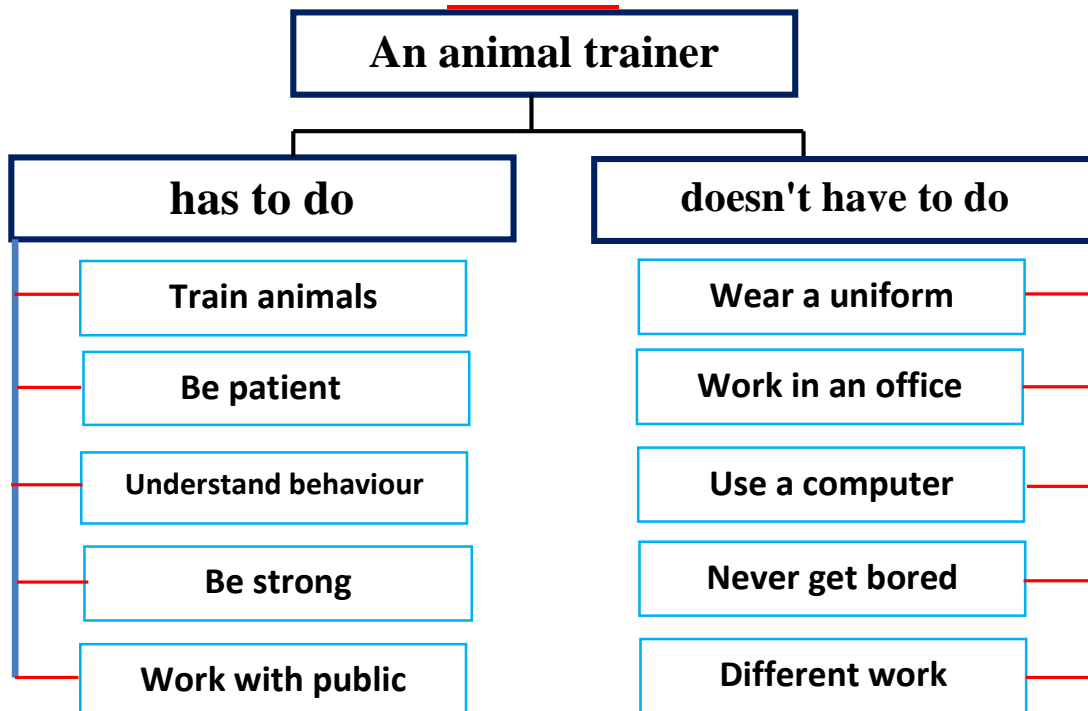 An animal trainer
has to do
Train animals
Be patient
Understand behaviour
Be strong
Work with public
doesn't have to do
Wear a uniform
Work in an office
Use a computer
Never get bored
Different work